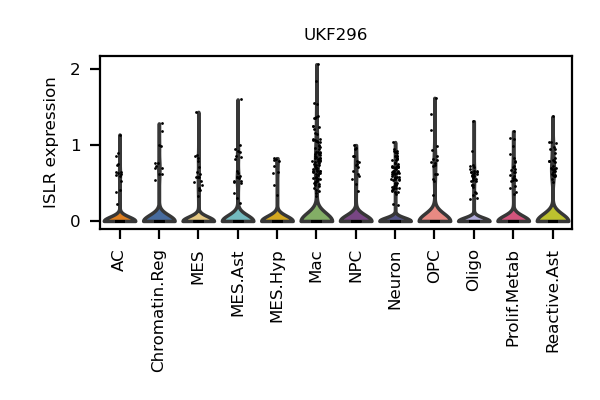 UKF296
ISLR expression
2
1
0
AC
Chromatin.Reg
MES
MES.Ast
MES.Hyp
Mac
NPC
Neuron
OPC
Oligo
Prolif.Metab
Reactive.Ast